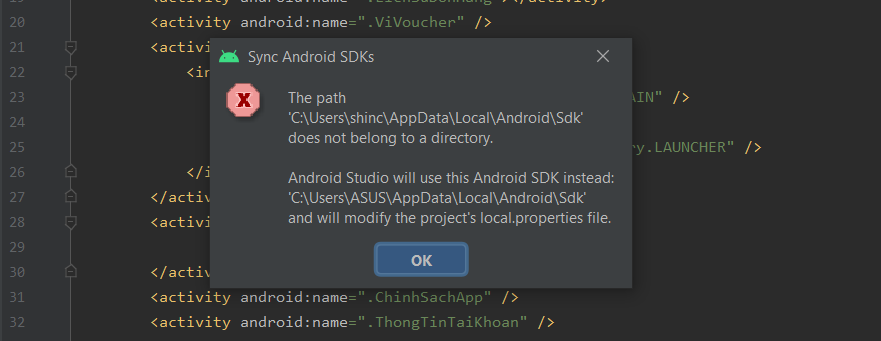 20 <activity android:name=".ViVoucher" />
21 <activi
Sync Android SDKs
22 <in
23 AIN" />
The path
'C:\Users\shinc\AppData\Local\Android\Sdk'
does not belong to a directory.
24
25 ry.LAUNCHER" />
26 </i
Android Studio will use this Android SDK instead:
27 </activ
'C:\Users\ASUS\AppData\Local\Android\Sdk'
28 <activi
and will modify the project's local.properties file.
29
OK
30 </activ
31 <activity android:name=".ChinhSachApp" />
32 <activity android:name=".ThongTinTaiKhoan" />